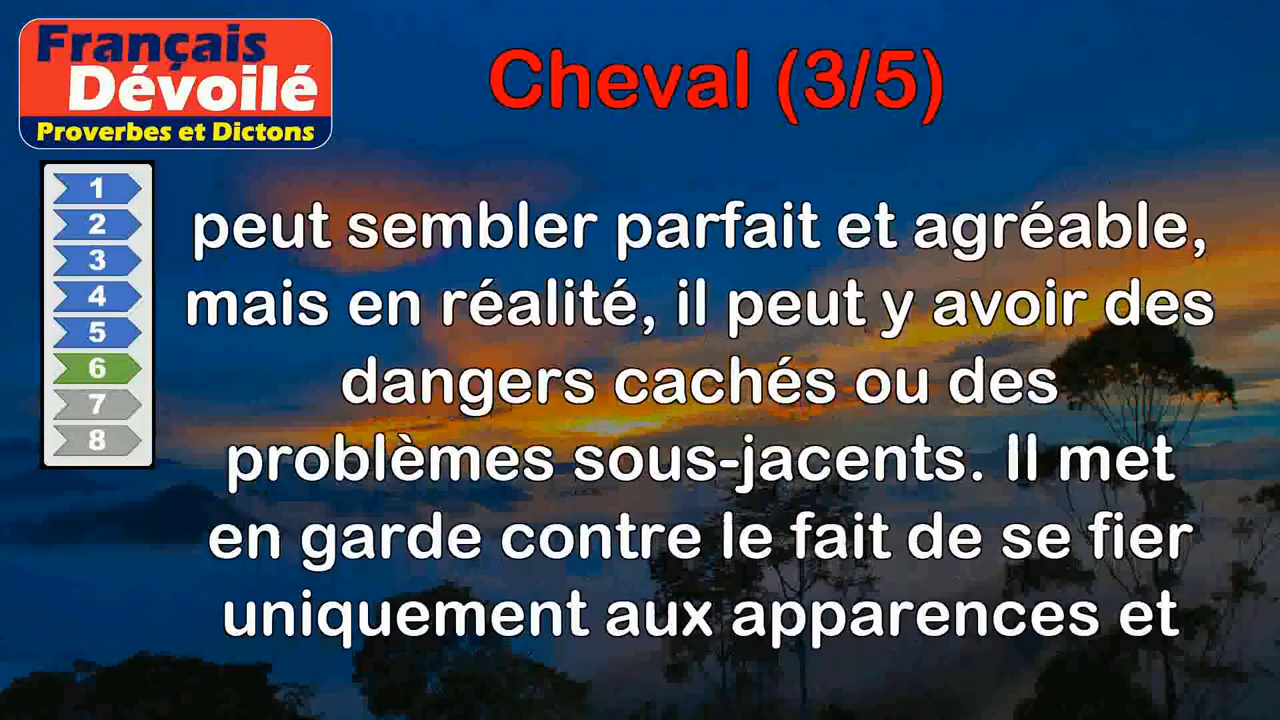 Français
Dévoilé
Proverbes et Dictons
Cheval (3/5)
1
2
3
4
5
6
7
8
peut sembler parfait et agréable,
mais en réalité, il peut y avoir des
dangers cachés ou des
problèmes sous-jacents. Il met
en garde contre le fait de se fier
uniquement aux apparences et